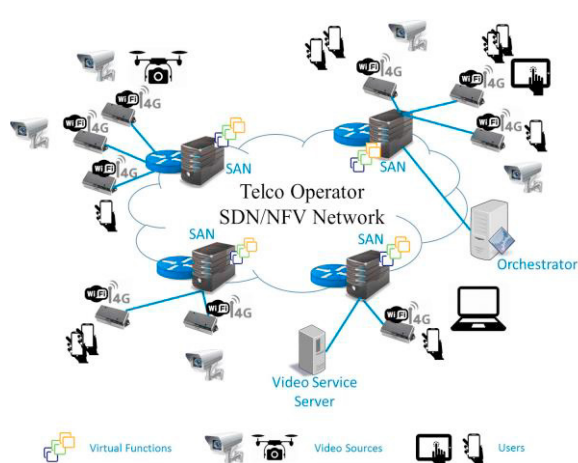 WiFi 4G
WiFi 4G
WiFi 4G
WiFi 4G
WiFi 4G
WiFi 4G
SAN
SAN
Telco Operator
SDN/NFV Network
SAN
SAN
Orchestrator
WiFi 4G
WiFi 4G
WiFi 4G
Video Service
Server
Virtual Functions
Video Sources
Users